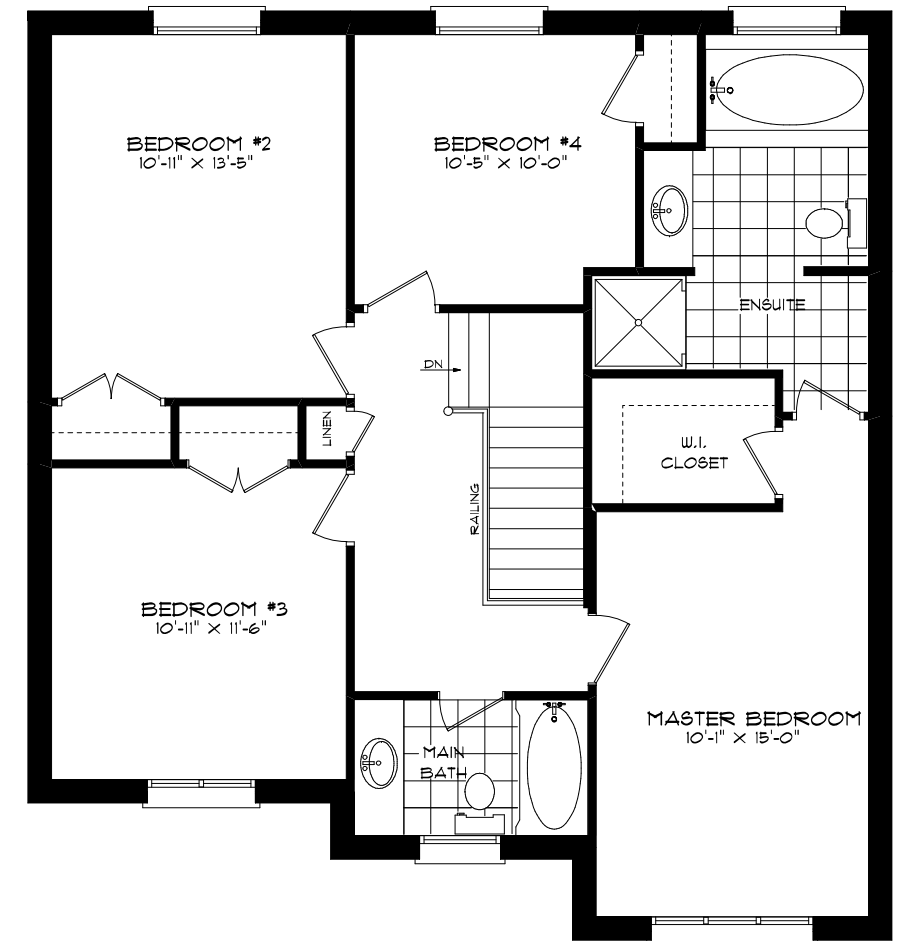 BEDROOM #2
10'-11" X 13'-5"
BEDROOM #4
10'-5" X 10'-0"
ENSUITE
DN
LINEN
W.I.
CLOSET
RAILING
BEDROOM #3
10'-11" X 11'-6"
MASTER BEDROOM
10'-1" X 15'-0"
MAIN
BATH